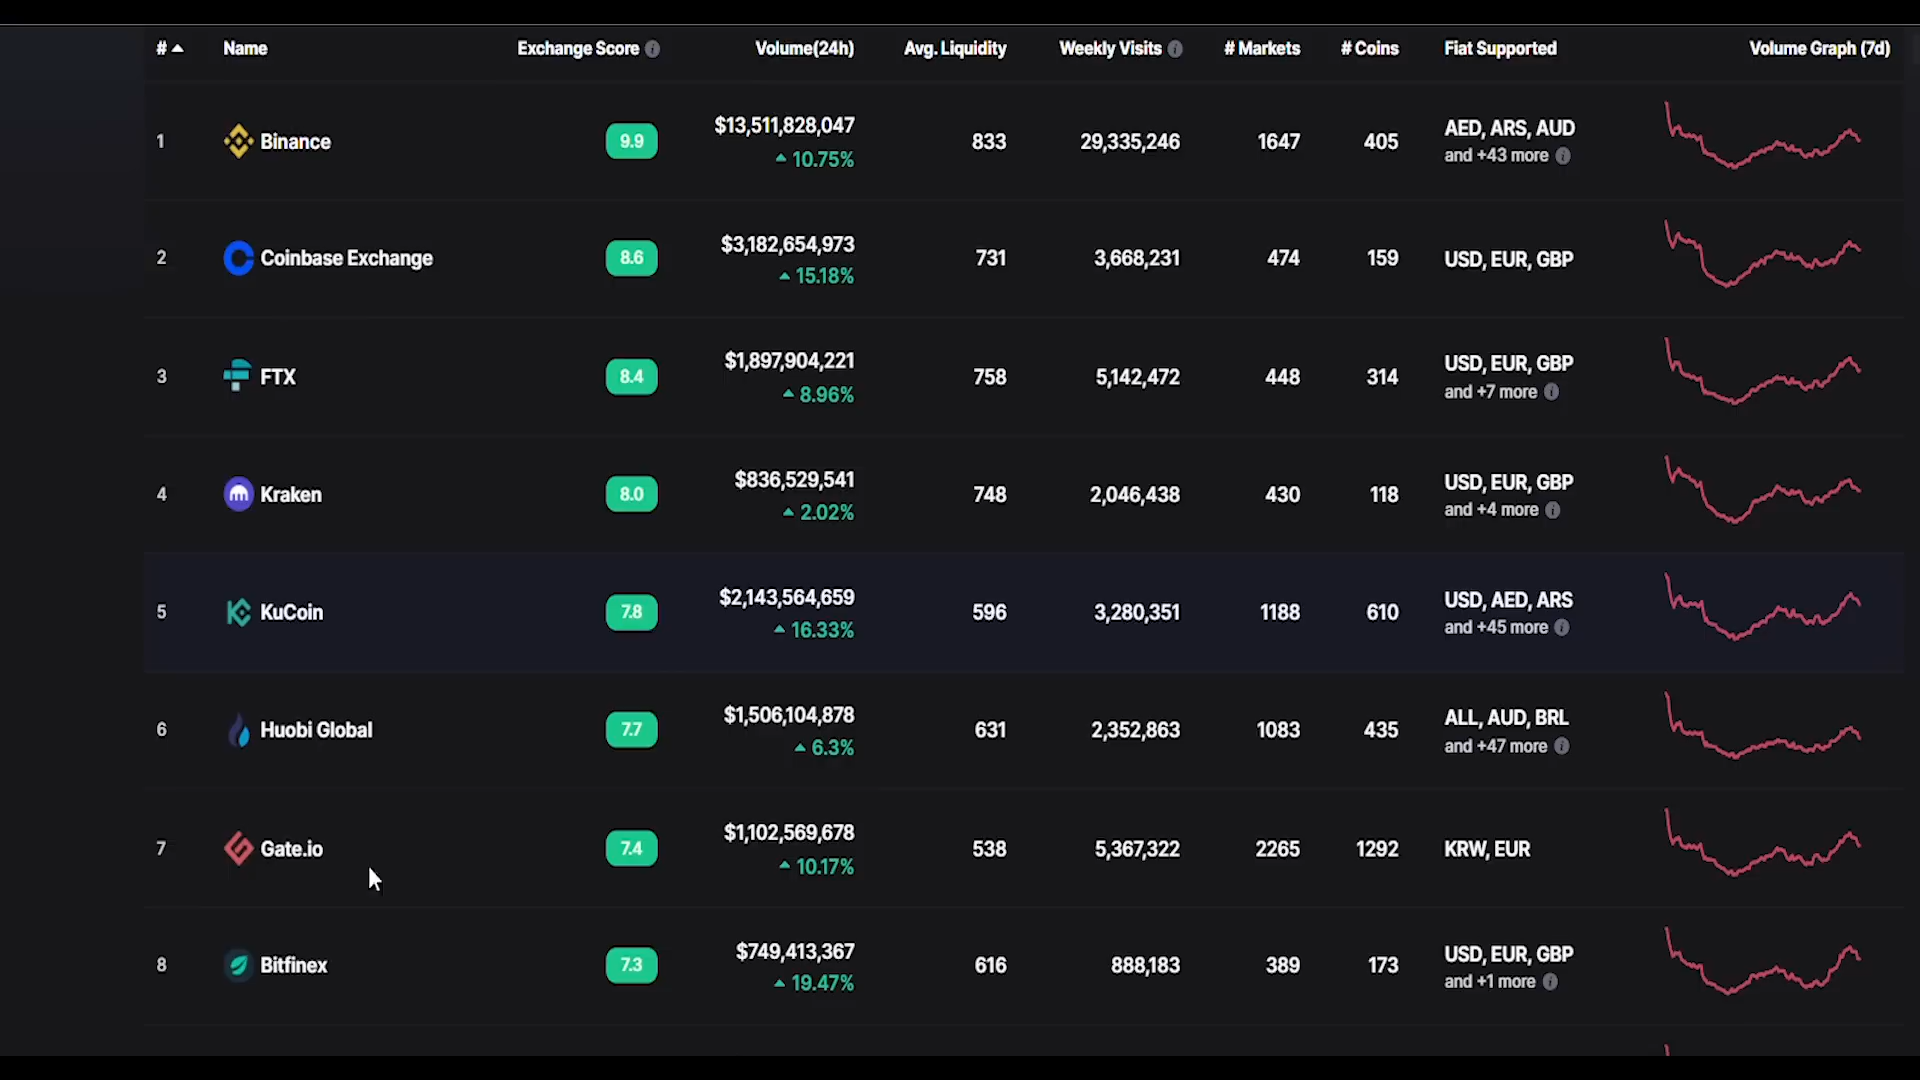 # Name Exchange Score Volume(24h) Avg. Liquidity Weekly Visits # Markets # Coins Fiat Supported Volume Graph (7d)
1 Binance 9.9 $13,511,828,047 833 29,335,246 1647 405 AED, ARS, AUD
10.75% and +43 more
2 Coinbase Exchange 8.6 $3,182,654,973 731 3,668,231 474 159 USD, EUR, GBP
15.18%
3 FTX 8.4 $1,897,904,221 758 5,142,472 448 314 USD, EUR, GBP
8.96% and +7 more
4 Kraken 8.0 $836,529,541 748 2,046,438 430 118 USD, EUR, GBP
2.02% and +4 more
5 KuCoin 7.8 $2,143,564,659 596 3,280,351 1188 610 USD, AED, ARS
16.33% and +45 more
6 Huobi Global 7.7 $1,506,104,878 631 2,352,863 1083 435 ALL, AUD, BRL
6.3% and +47 more
7 Gate.io 7.4 $1,102,569,678 538 5,367,322 2265 1292 KRW, EUR
10.17%
8 Bitfinex 7.3 $749,413,367 616 888,183 389 173 USD, EUR, GBP
19.47% and +1 more